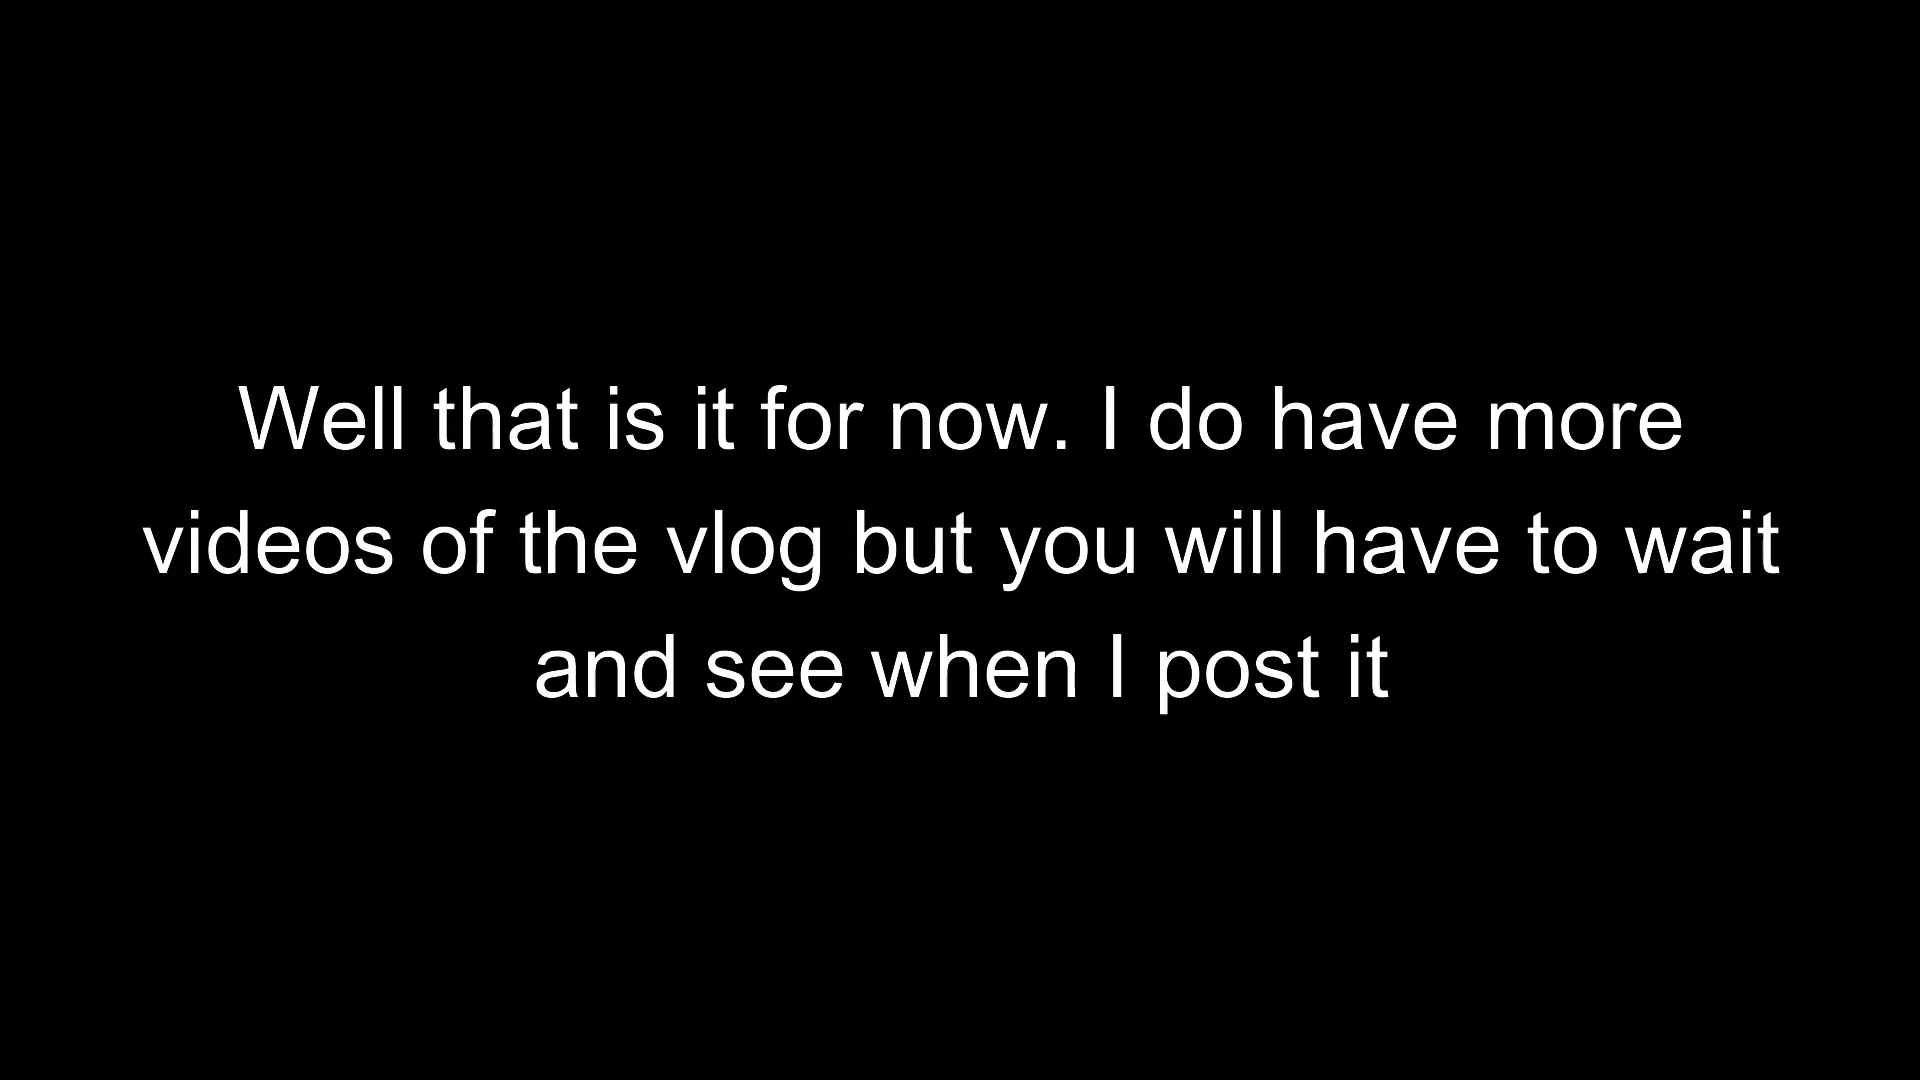 Well that is it for now. I do have more
videos of the vlog but you will have to wait
and see when I post it